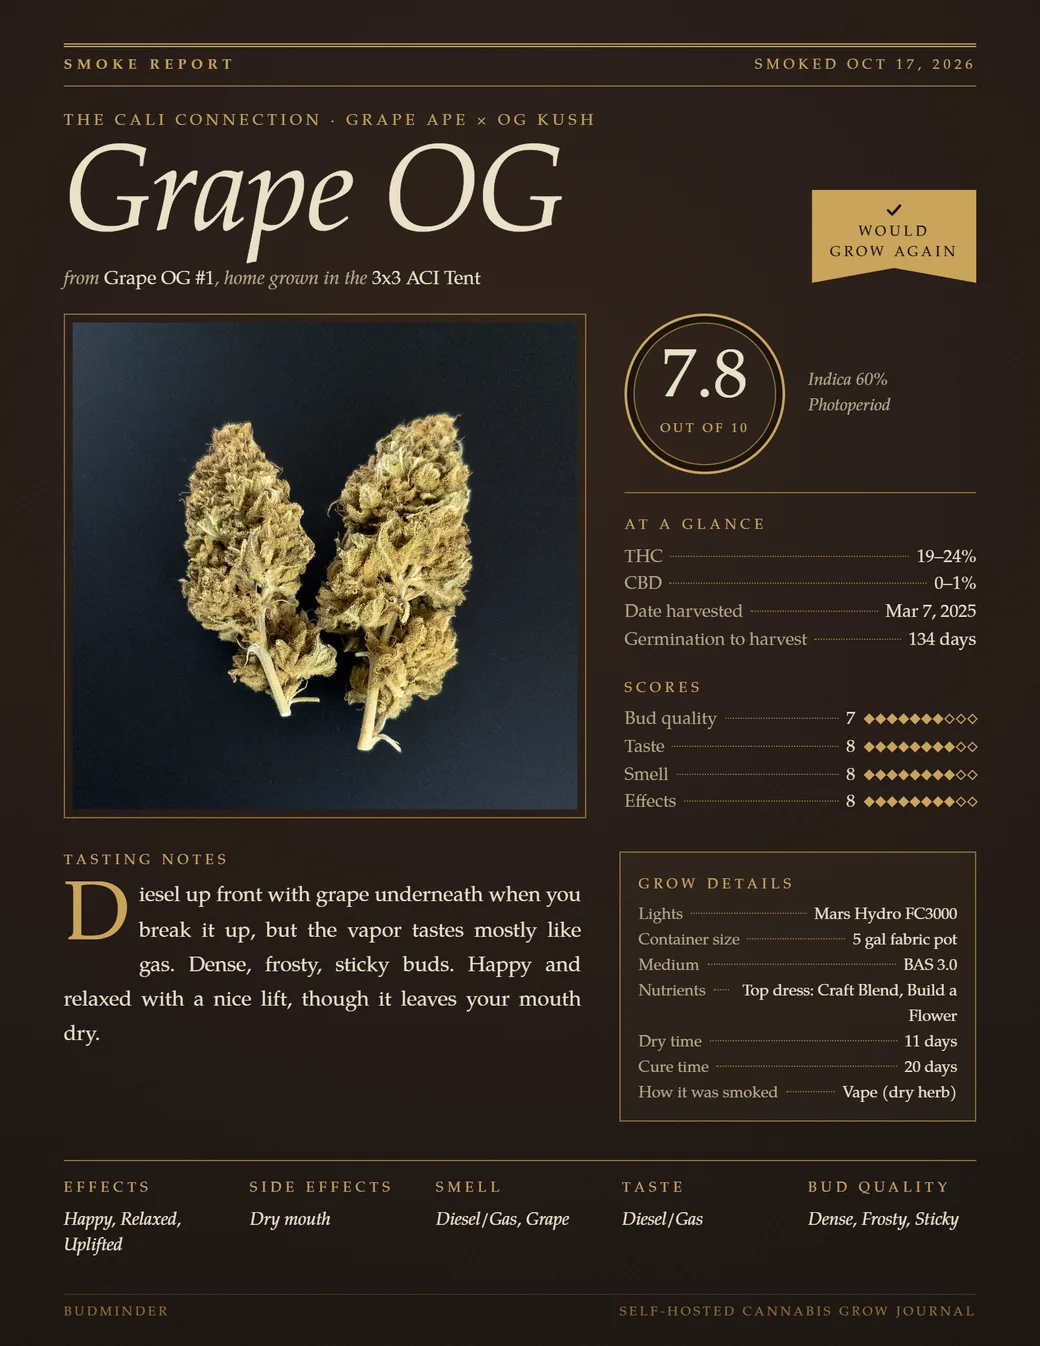 SMOKE REPORT
SMOKED OCT 17, 2026
THE CALI CONNECTION · GRAPE APE × OG KUSH
Grape OG
from Grape OG #1, home grown in the 3x3 ACI Tent
WOULD
GROW AGAIN
7.8
OUT OF 10
Indica 60%
Photoperiod
AT A GLANCE
THC 19–24%
CBD 0–1%
Date harvested Mar 7, 2025
Germination to harvest 134 days
SCORES
Bud quality 7
Taste 8
Smell 8
Effects 8
TASTING NOTES
Diesel up front with grape underneath when you
break it up, but the vapor tastes mostly like
gas. Dense, frosty, sticky buds. Happy and
relaxed with a nice lift, though it leaves your mouth
dry.
GROW DETAILS
Lights Mars Hydro FC3000
Container size 5 gal fabric pot
Medium BAS 3.0
Nutrients Top dress: Craft Blend, Build a
Flower
Dry time 11 days
Cure time 20 days
How it was smoked Vape (dry herb)
EFFECTS
Happy, Relaxed,
Uplifted
SIDE EFFECTS
Dry mouth
SMELL
Diesel/Gas, Grape
TASTE
Diesel/Gas
BUD QUALITY
Dense, Frosty, Sticky
BUDMINDER
SELF-HOSTED CANNABIS GROW JOURNAL